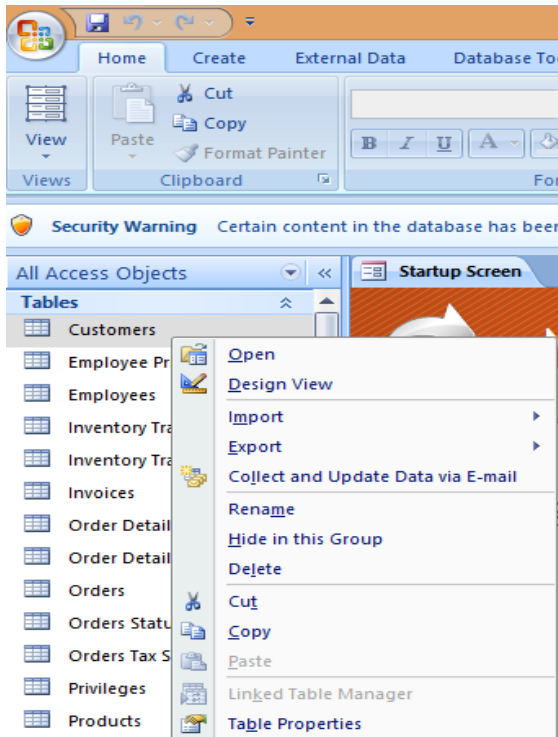 Home Create External Data Database To
View
Paste
Cut
Copy
Format Painter
B I U A
Views Clipboard Fo
Security Warning Certain content in the database has been
All Access Objects
Startup Screen
Tables
Customers
Employee Pr
Employees
Inventory Tra
Inventory Tra
Invoices
Order Detail
Order Detail
Orders
Orders Statu
Orders Tax S
Privileges
Products
Open
Design View
Import
Export
Collect and Update Data via E-mail
Rename
Hide in this Group
Delete
Cut
Copy
Paste
Linked Table Manager
Table Properties